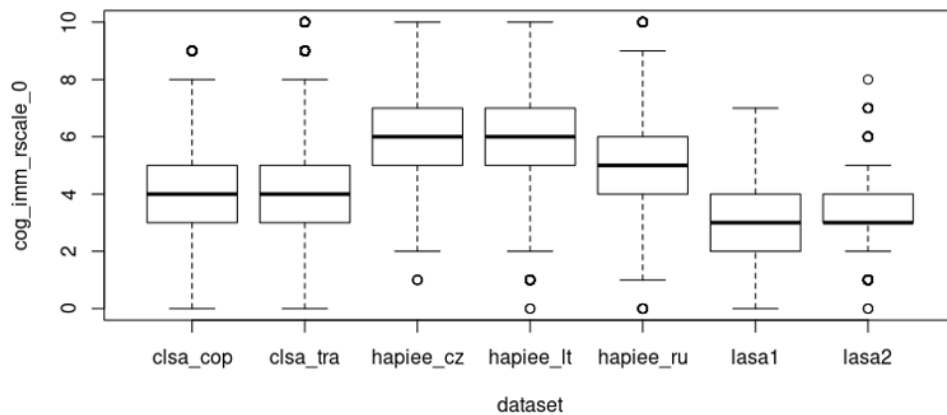 cog_imm_rscale_0
10
8
6
4
2
0
clsa_cop clsa_tra hapiee_cz hapiee_lt hapiee_ru lasa1 lasa2
dataset